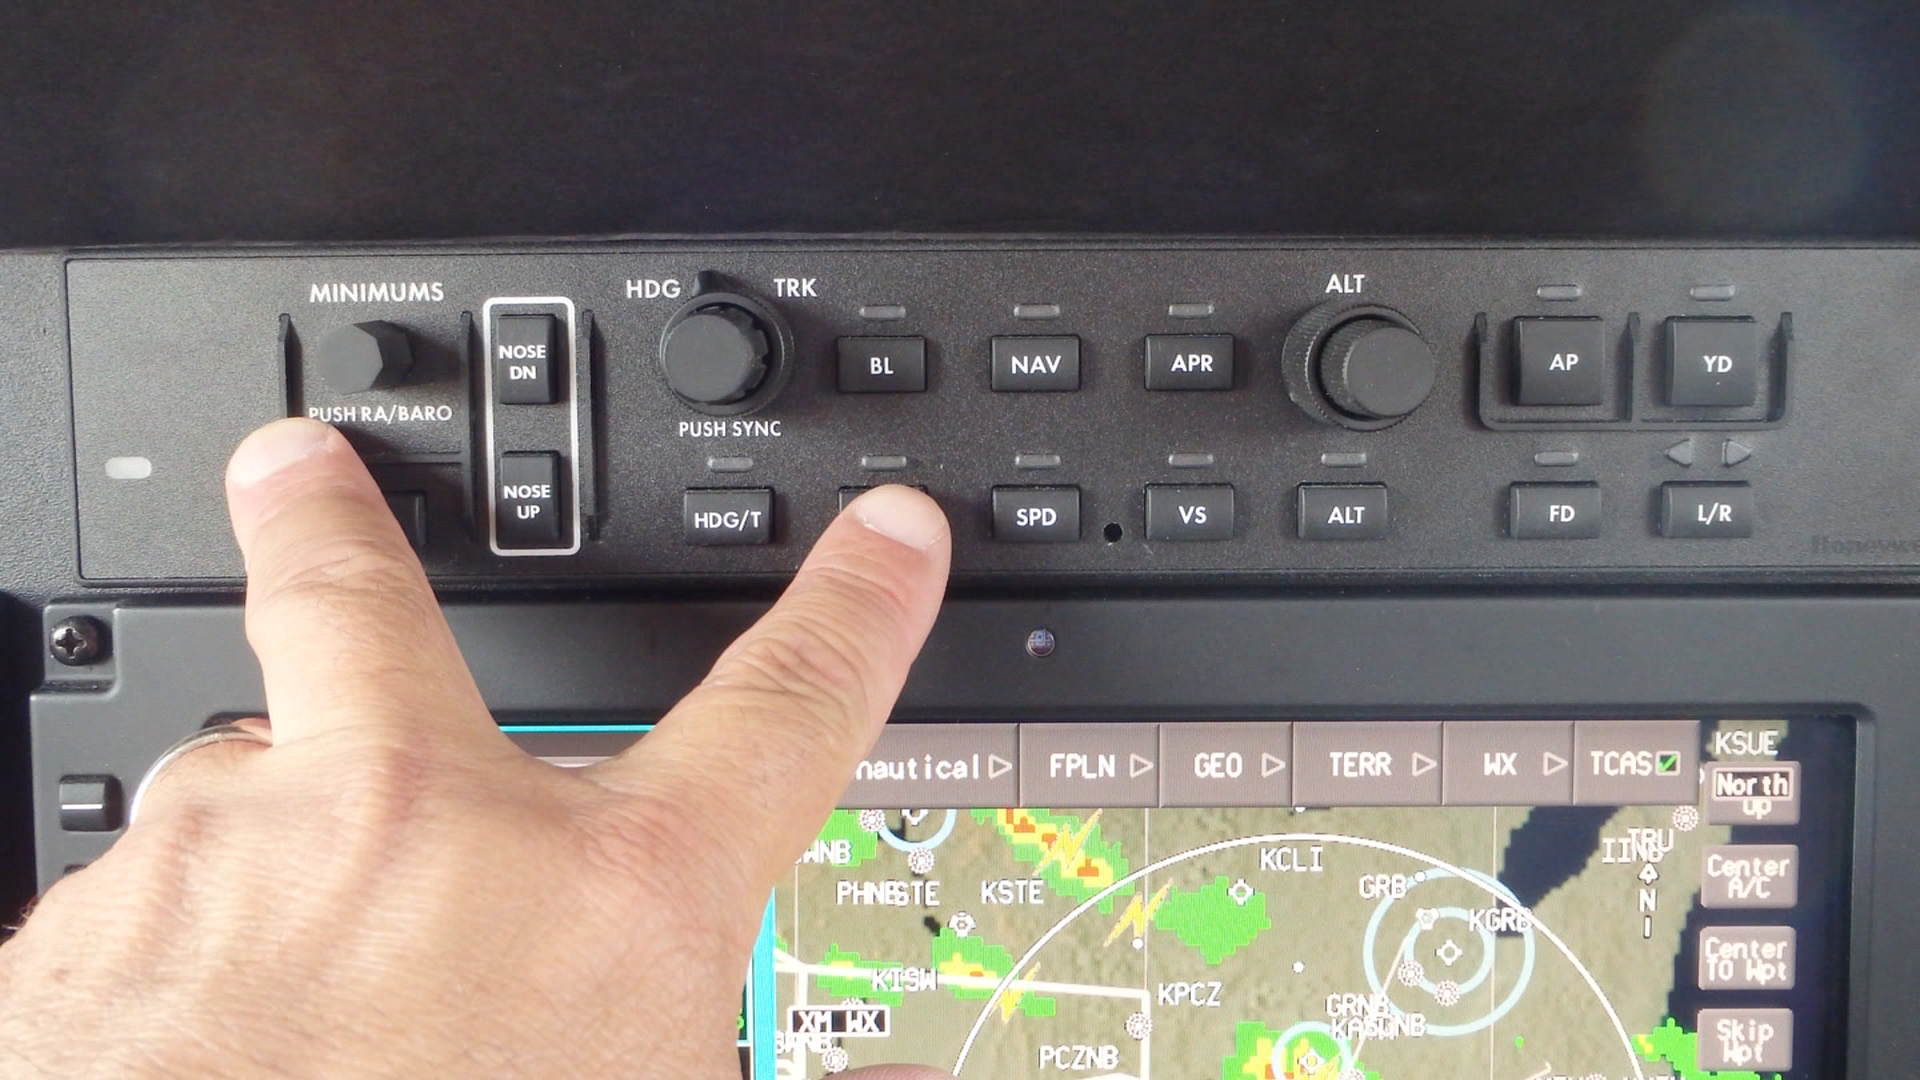 MINIMUMS
PUSH RA/BARO
NOSE
DN
NOSE
UP
HDG
TRK
PUSH SYNC
BL
NAV
APR
ALT
AP
YD
HDG/T
SPD
VS
ALT
FD
L/R
Honeywe
nautical
FPLN
GEO
TERR
WX
TCAS
KSUE
North
up
Center
A/C
Center
TO Wpt
Skip
Wpt
KCLI
TRU
GRB
KGRB
KSTE
KISW
KPCZ
XM WX
PCZNB
N